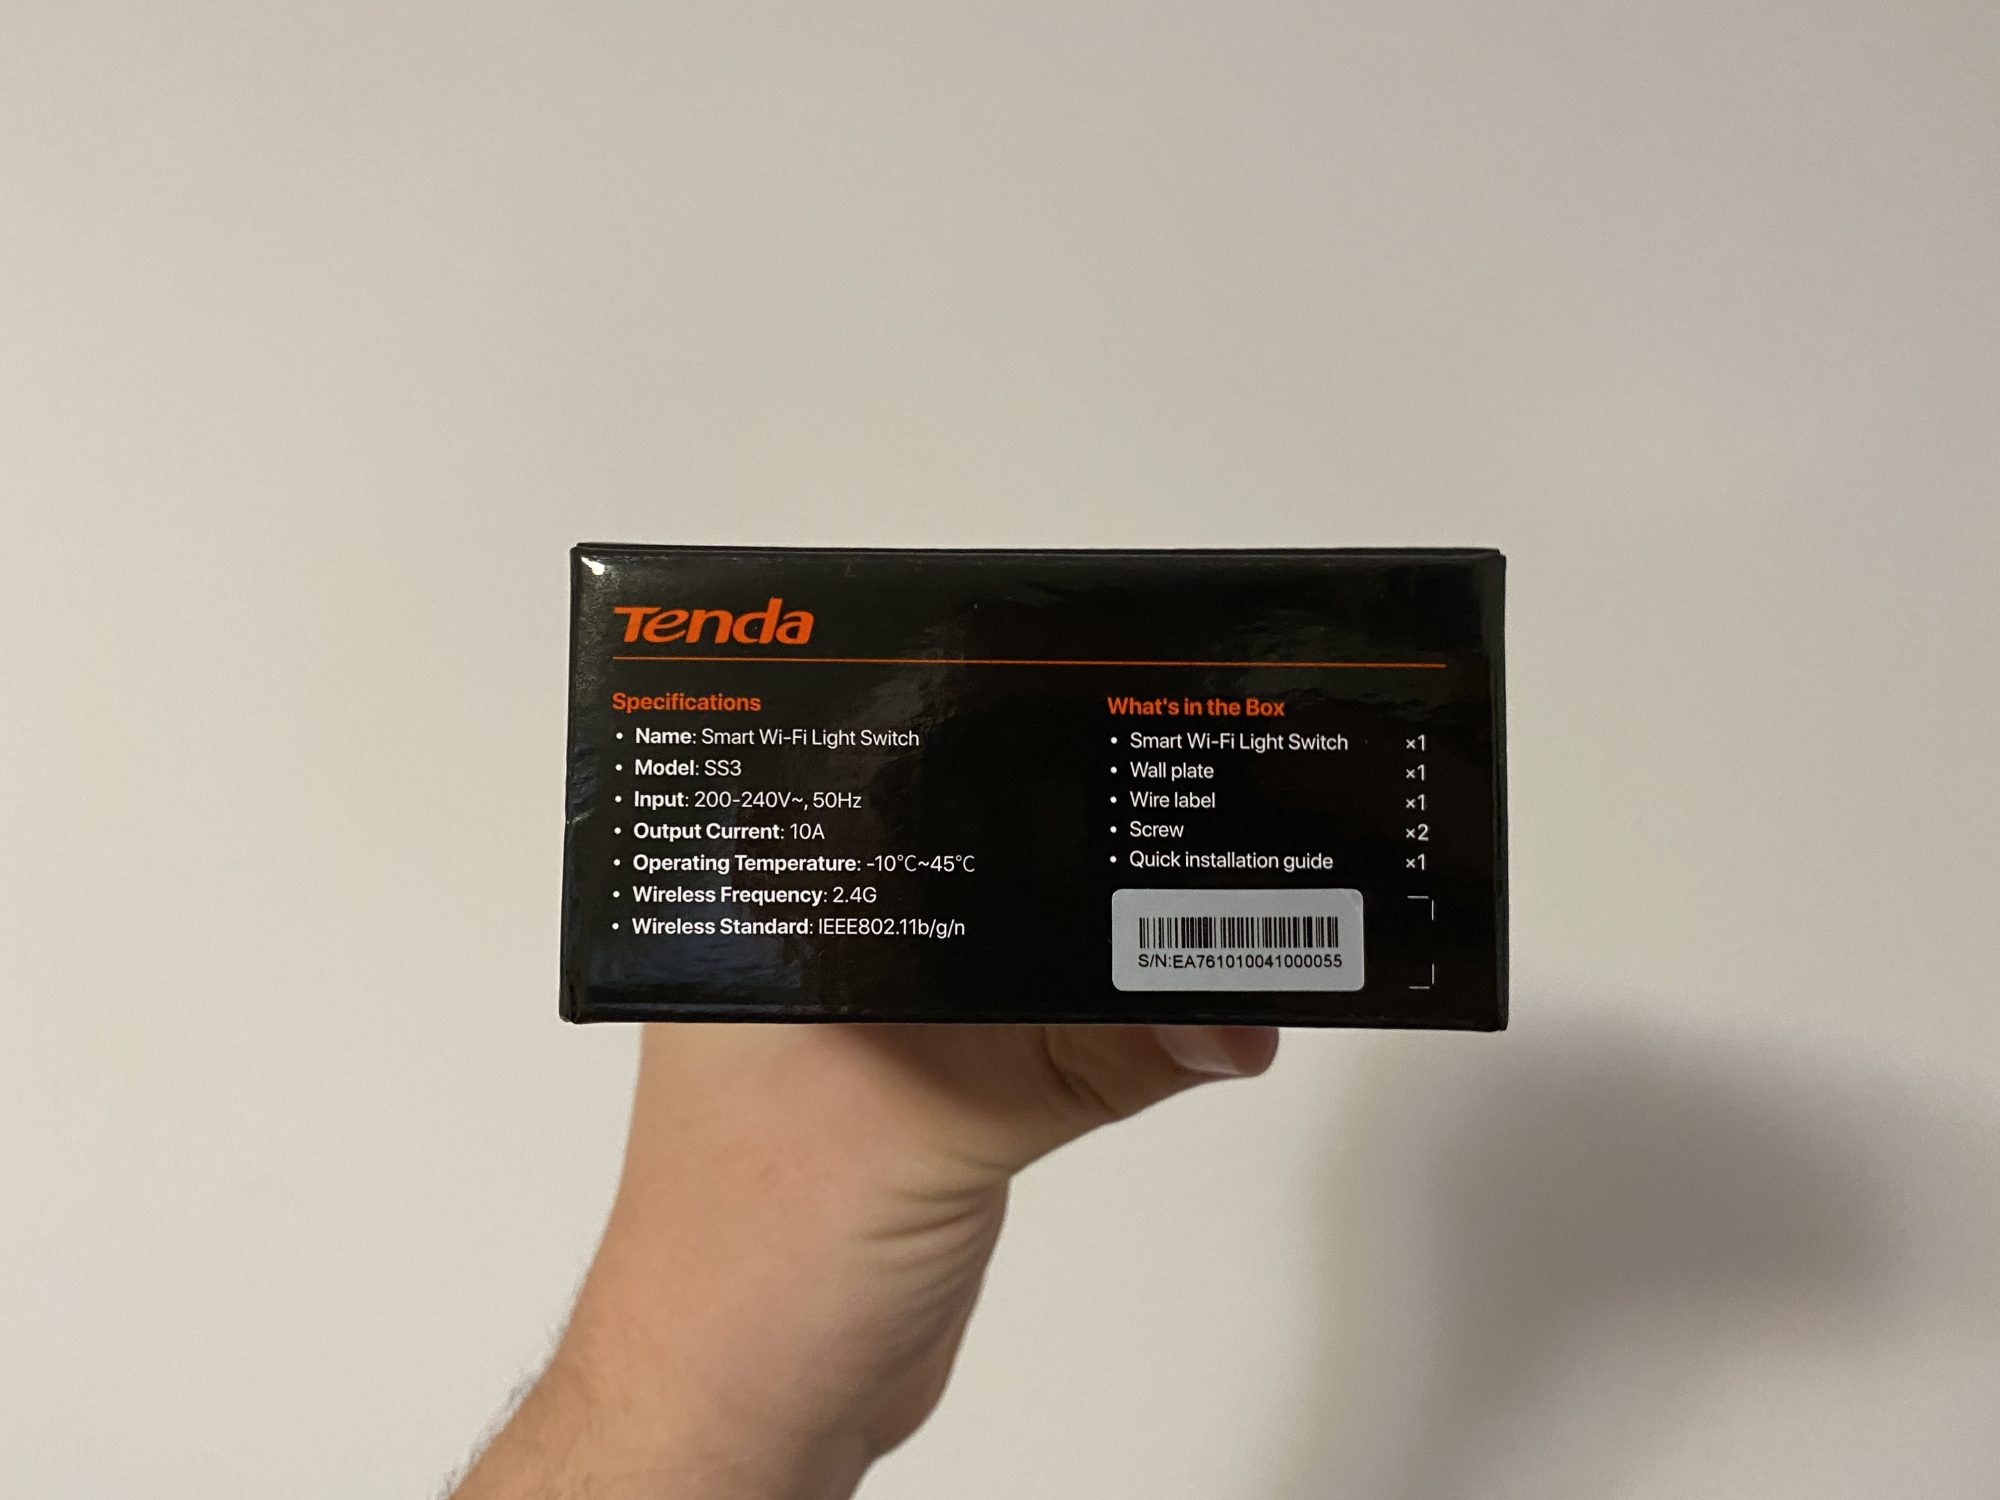 Tenda
Specifications
• Name: Smart Wi-Fi Light Switch
• Model: SS3
• Input: 200-240V~, 50Hz
• Output Current: 10A
• Operating Temperature: -10℃~45℃
• Wireless Frequency: 2.4G
• Wireless Standard: IEEE802.11b/g/n
What's in the Box
• Smart Wi-Fi Light Switch ×1
• Wall plate ×1
• Wire label ×1
• Screw ×2
• Quick installation guide ×1
S/N:EA761010041000055